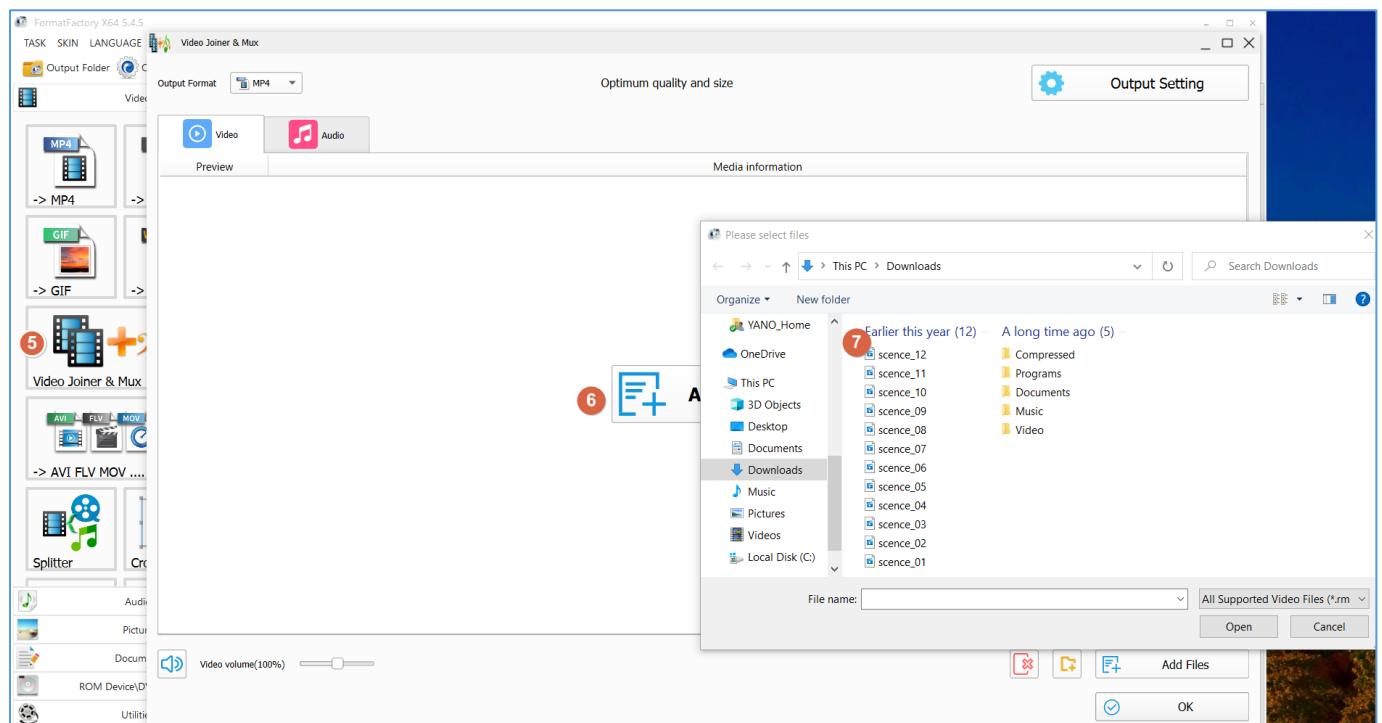 FormatFactory X64 5.4.5
TASK SKIN LANGUAGE
Video Joiner & Mux
Output Folder
Output Format
MP4
Optimum quality and size
Output Setting
Video
Audio
Preview
Media information
MP4
-> MP4
->
GIF
-> GIF
->
5
Video Joiner & Mux
AVI FLV MOV
-> AVI FLV MOV ....
Splitter
6
Please select files
This PC > Downloads
Search Downloads
Organize
New folder
YANO_Home
OneDrive
This PC
3D Objects
Desktop
Documents
Downloads
Music
Pictures
Videos
Local Disk (C:)
7
Earlier this year (12)
scence_12
scence_11
scence_10
scence_09
scence_08
scence_07
scence_06
scence_05
scence_04
scence_03
scence_02
scence_01
A long time ago (5)
Compressed
Programs
Documents
Music
Video
File name:
All Supported Video Files (*.rm
Open
Cancel
ROM Device\D
Video volume(100%)
Add Files
OK